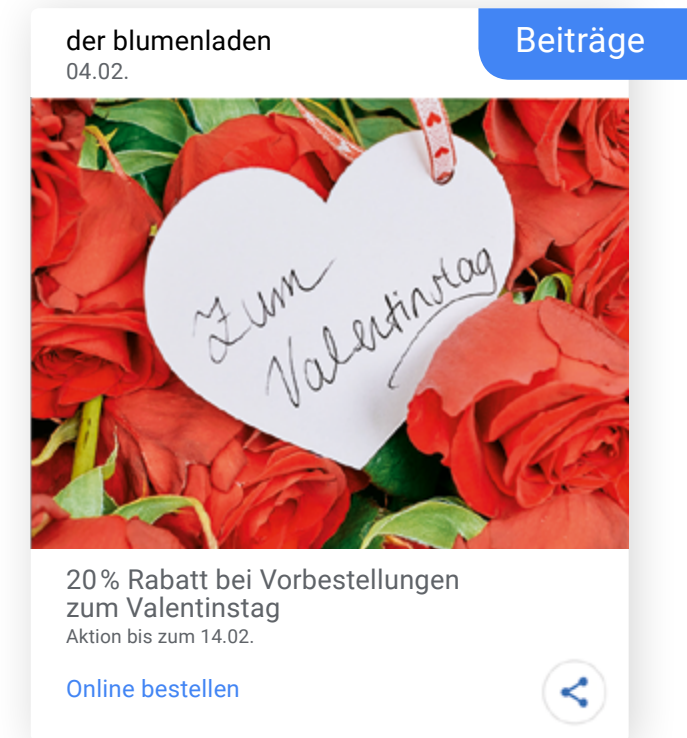 der blumenladen
Beiträge
04.02.
Zum
Valentinstag
20 % Rabatt bei Vorbestellungen
zum Valentinstag
Aktion bis zum 14.02.
Online bestellen